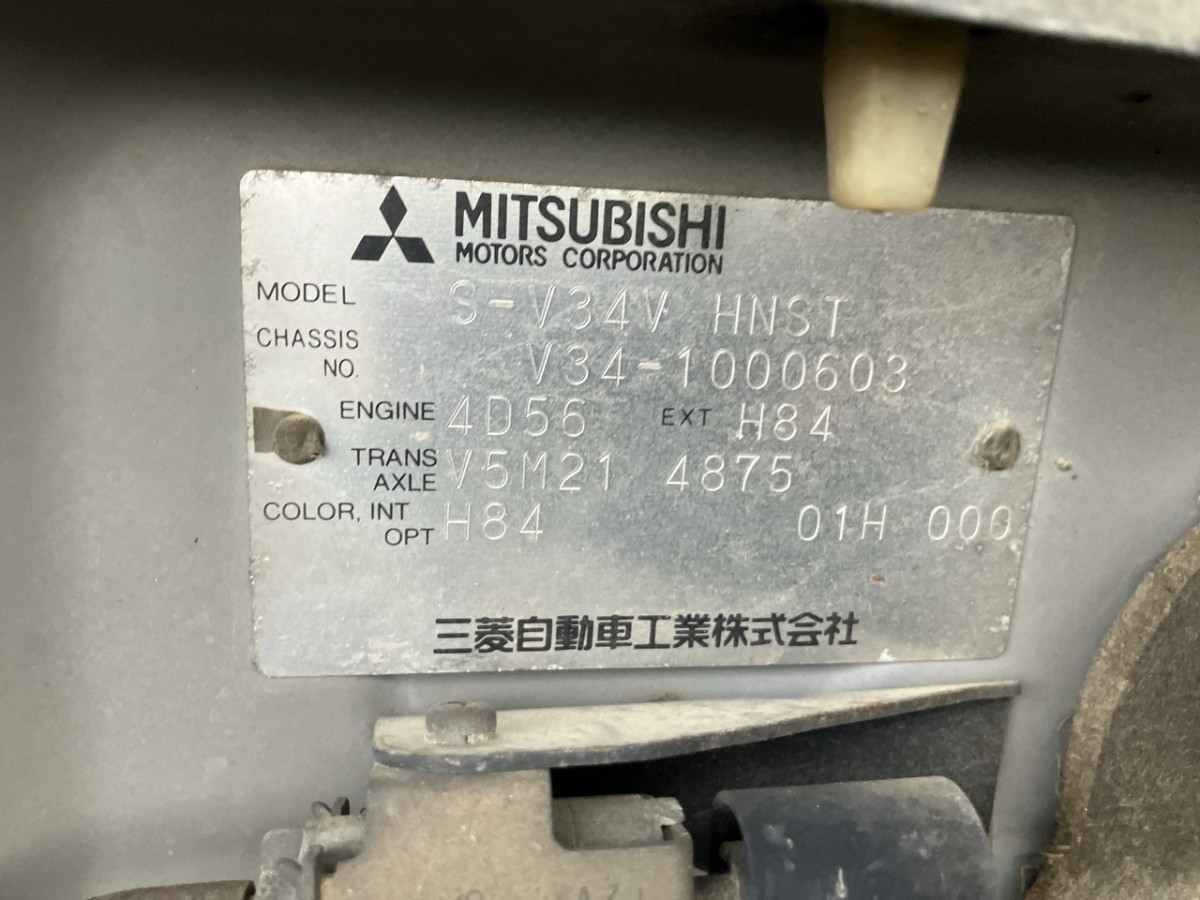 MITSUBISHI
MOTORS CORPORATION
MODEL S-V34V HNST
CHASSIS NO. V34-1000603
ENGINE 4D56 EXT H84
TRANS AXLE V5M21 4875
COLOR, INT OPT H84 01H 000
三菱自動車工業株式会社